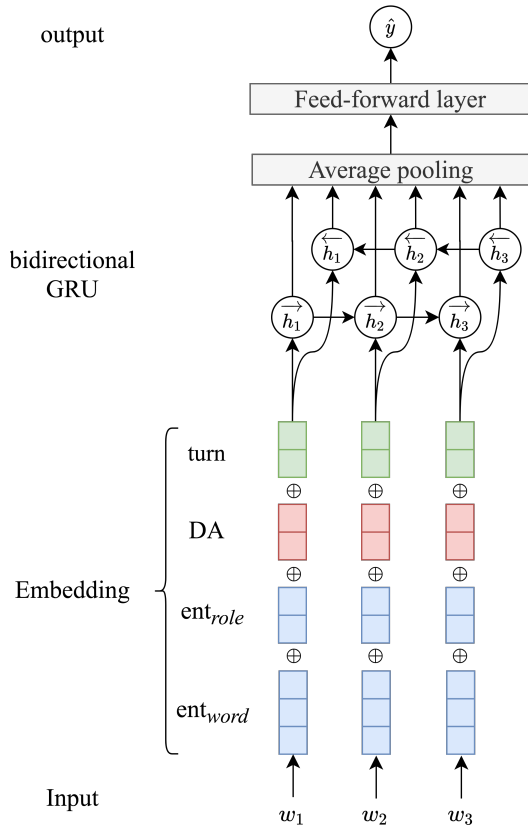 output ŷ
Feed-forward layer
Average pooling
bidirectional
GRU
←h₁ ←h₂ ←h₃
→h₁ →h₂ →h₃
turn
⊕ ⊕ ⊕
DA
⊕ ⊕ ⊕
Embedding
ent_role
⊕ ⊕ ⊕
ent_word
Input
w₁ w₂ w₃